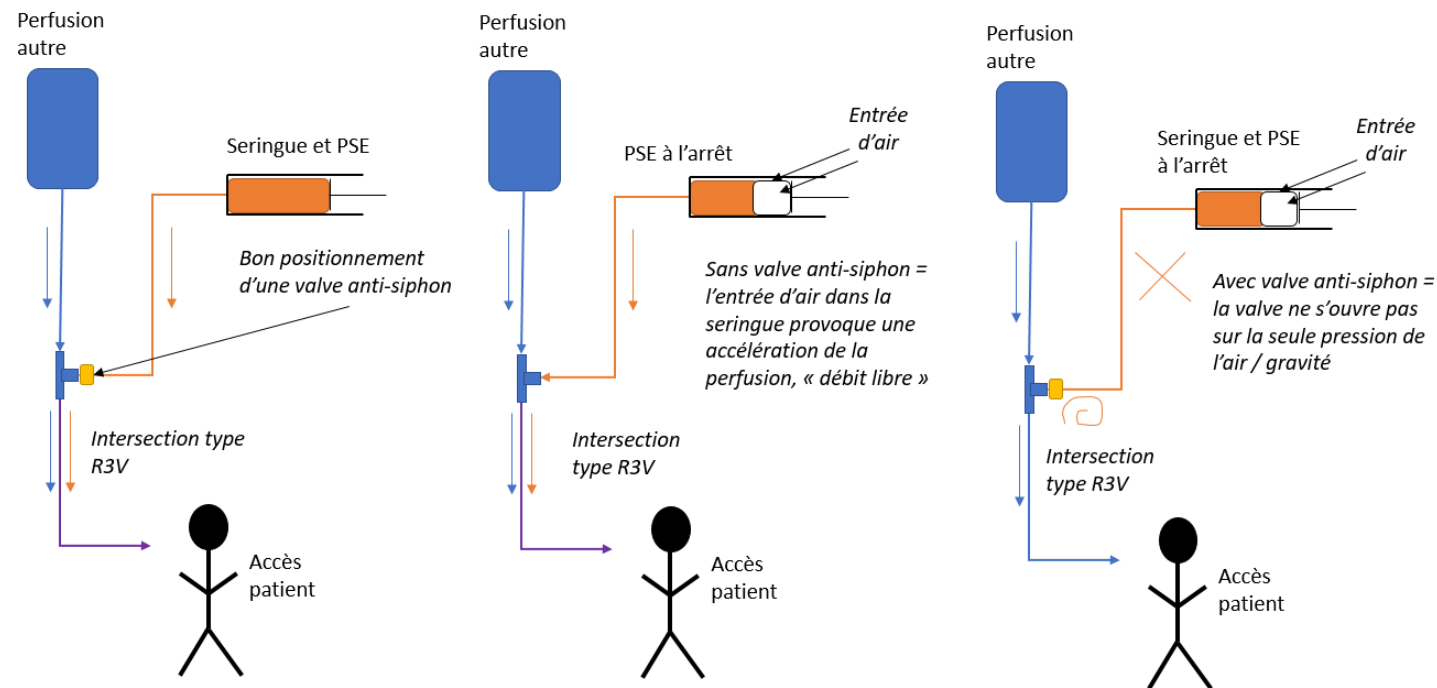 Perfusion
autre
Seringue et PSE
Bon positionnement
d’une valve anti-siphon
Intersection type
R3V
Accès
patient
Perfusion
autre
Entrée
d’air
PSE à l’arrêt
Sans valve anti-siphon =
l’entrée d’air dans la
seringue provoque une
accélération de la
perfusion, « débit libre »
Intersection
type R3V
Accès
patient
Perfusion
autre
Entrée
d’air
Seringue et PSE
à l’arrêt
Avec valve anti-siphon =
la valve ne s’ouvre pas
sur la seule pression de
l’air / gravité
Intersection
type R3V
Accès
patient